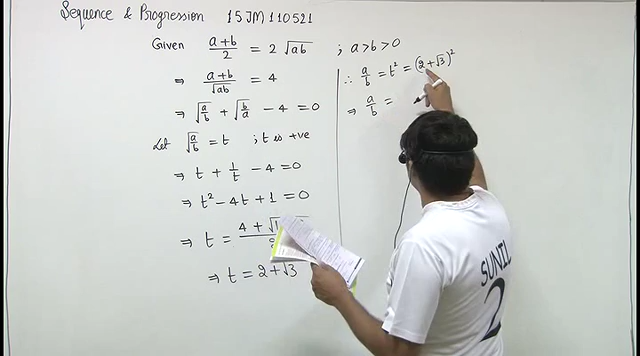 Sequence & Progression 15JM110521
Given (a+b)/2 = 2 √ab ; a > b > 0
⇒ (a+b)/√ab = 4
⇒ √(a/b) + √(b/a) - 4 = 0
Let √(a/b) = t ; t is +ve
⇒ t + 1/t - 4 = 0
⇒ t² - 4t + 1 = 0
⇒ t = 4 + √
⇒ t = 2 + √3
∴ a/b = t² = (2 + √3)²
⇒ a/b =
SUNIL
2